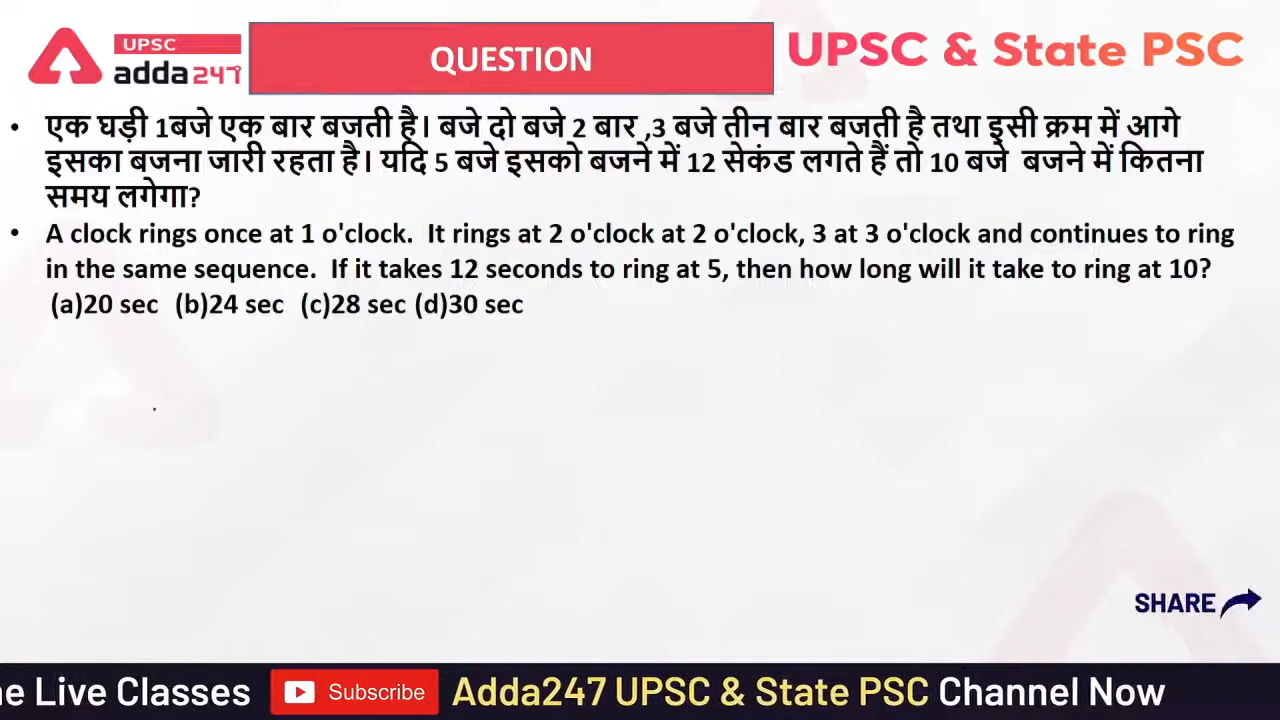 UPSC
adda247
QUESTION
UPSC & State PSC
• एक घड़ी 1बजे एक बार बजती है। बजे दो बजे 2 बार ,3 बजे तीन बार बजती है तथा इसी क्रम में आगे
इसका बजना जारी रहता है। यदि 5 बजे इसको बजने में 12 सेकंड लगते हैं तो 10 बजे बजने में कितना
समय लगेगा?
• A clock rings once at 1 o'clock. It rings at 2 o'clock at 2 o'clock, 3 at 3 o'clock and continues to ring
in the same sequence. If it takes 12 seconds to ring at 5, then how long will it take to ring at 10?
(a)20 sec (b)24 sec (c)28 sec (d)30 sec
SHARE
ne Live Classes Subscribe Adda247 UPSC & State PSC Channel Now